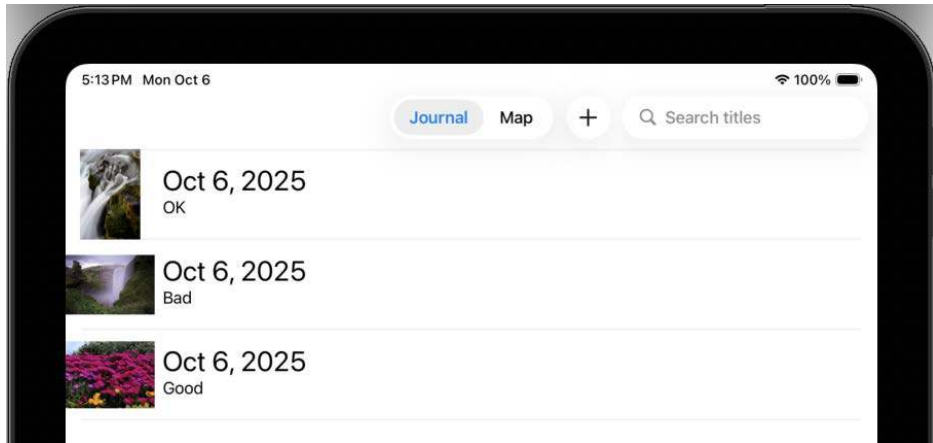 5:13 PM Mon Oct 6 100%
Journal Map + Search titles
Oct 6, 2025
OK
Oct 6, 2025
Bad
Oct 6, 2025
Good